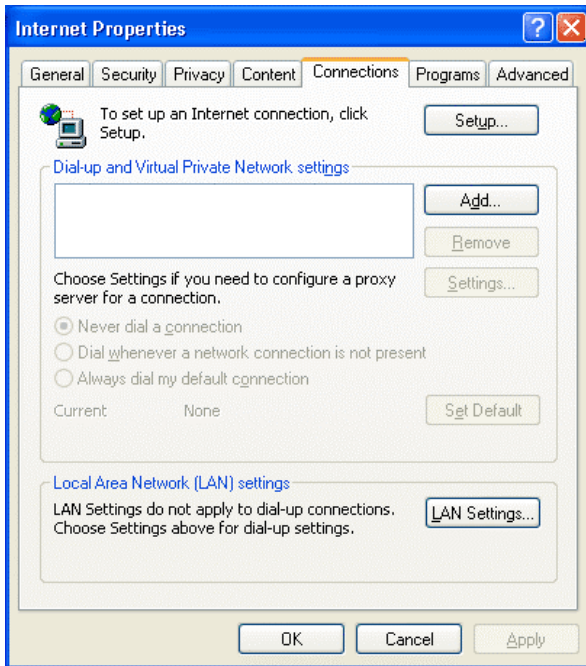 Internet Properties
General Security Privacy Content Connections Programs Advanced
To set up an Internet connection, click
Setup.
Setup...
Dial-up and Virtual Private Network settings
Add...
Remove
Choose Settings if you need to configure a proxy
server for a connection.
Settings...
Never dial a connection
Dial whenever a network connection is not present
Always dial my default connection
Current None Set Default
Local Area Network (LAN) settings
LAN Settings do not apply to dial-up connections.
Choose Settings above for dial-up settings.
LAN Settings...
OK Cancel Apply